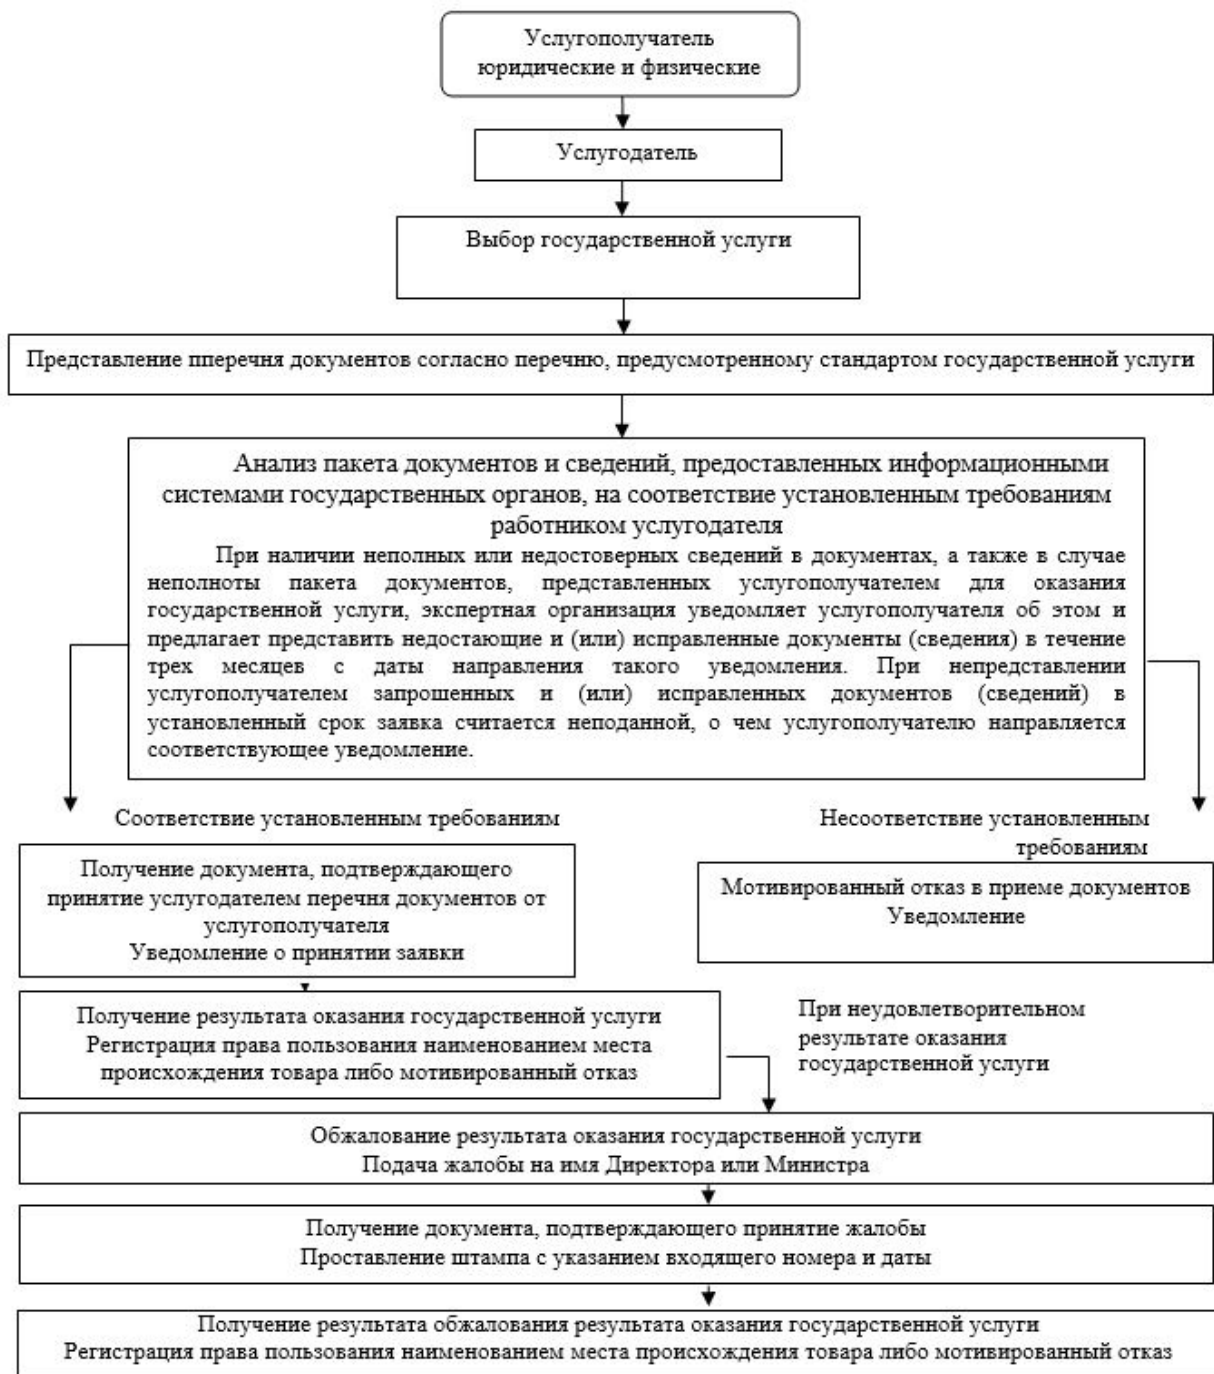 Услугополучатель
юридические и физические
Услугодатель
Выбор государственной услуги
Представление пперечня документов согласно перечню, предусмотренному стандартом государственной услуги
Анализ пакета документов и сведений, предоставленных информационными
системами государственных органов, на соответствие установленным требованиям
работником услугодателя
При наличии неполных или недостоверных сведений в документах, а также в случае
неполноты пакета документов, представленных услугополучателем для оказания
государственной услуги, экспертная организация уведомляет услугополучателя об этом и
предлагает представить недостающие и (или) исправленные документы (сведения) в течение
трех месяцев с даты направления такого уведомления. При непредставлении
услугополучателем запрошенных и (или) исправленных документов (сведений) в
установленный срок заявка считается неподанной, о чем услугополучателю направляется
соответствующее уведомление.
Соответствие установленным требованиям
Несоответствие установленным
требованиям
Получение документа, подтверждающего
принятие услугодателем перечня документов от
услугополучателя
Уведомление о принятии заявки
Мотивированный отказ в приеме документов
Уведомление
Получение результата оказания государственной услуги
Регистрация права пользования наименованием места
происхождения товара либо мотивированный отказ
При неудовлетворительном
результате оказания
государственной услуги
Обжалование результата оказания государственной услуги
Подача жалобы на имя Директора или Министра
Получение документа, подтверждающего принятие жалобы
Проставление штампа с указанием входящего номера и даты
Получение результата обжалования результата оказания государственной услуги
Регистрация права пользования наименованием места происхождения товара либо мотивированный отказ